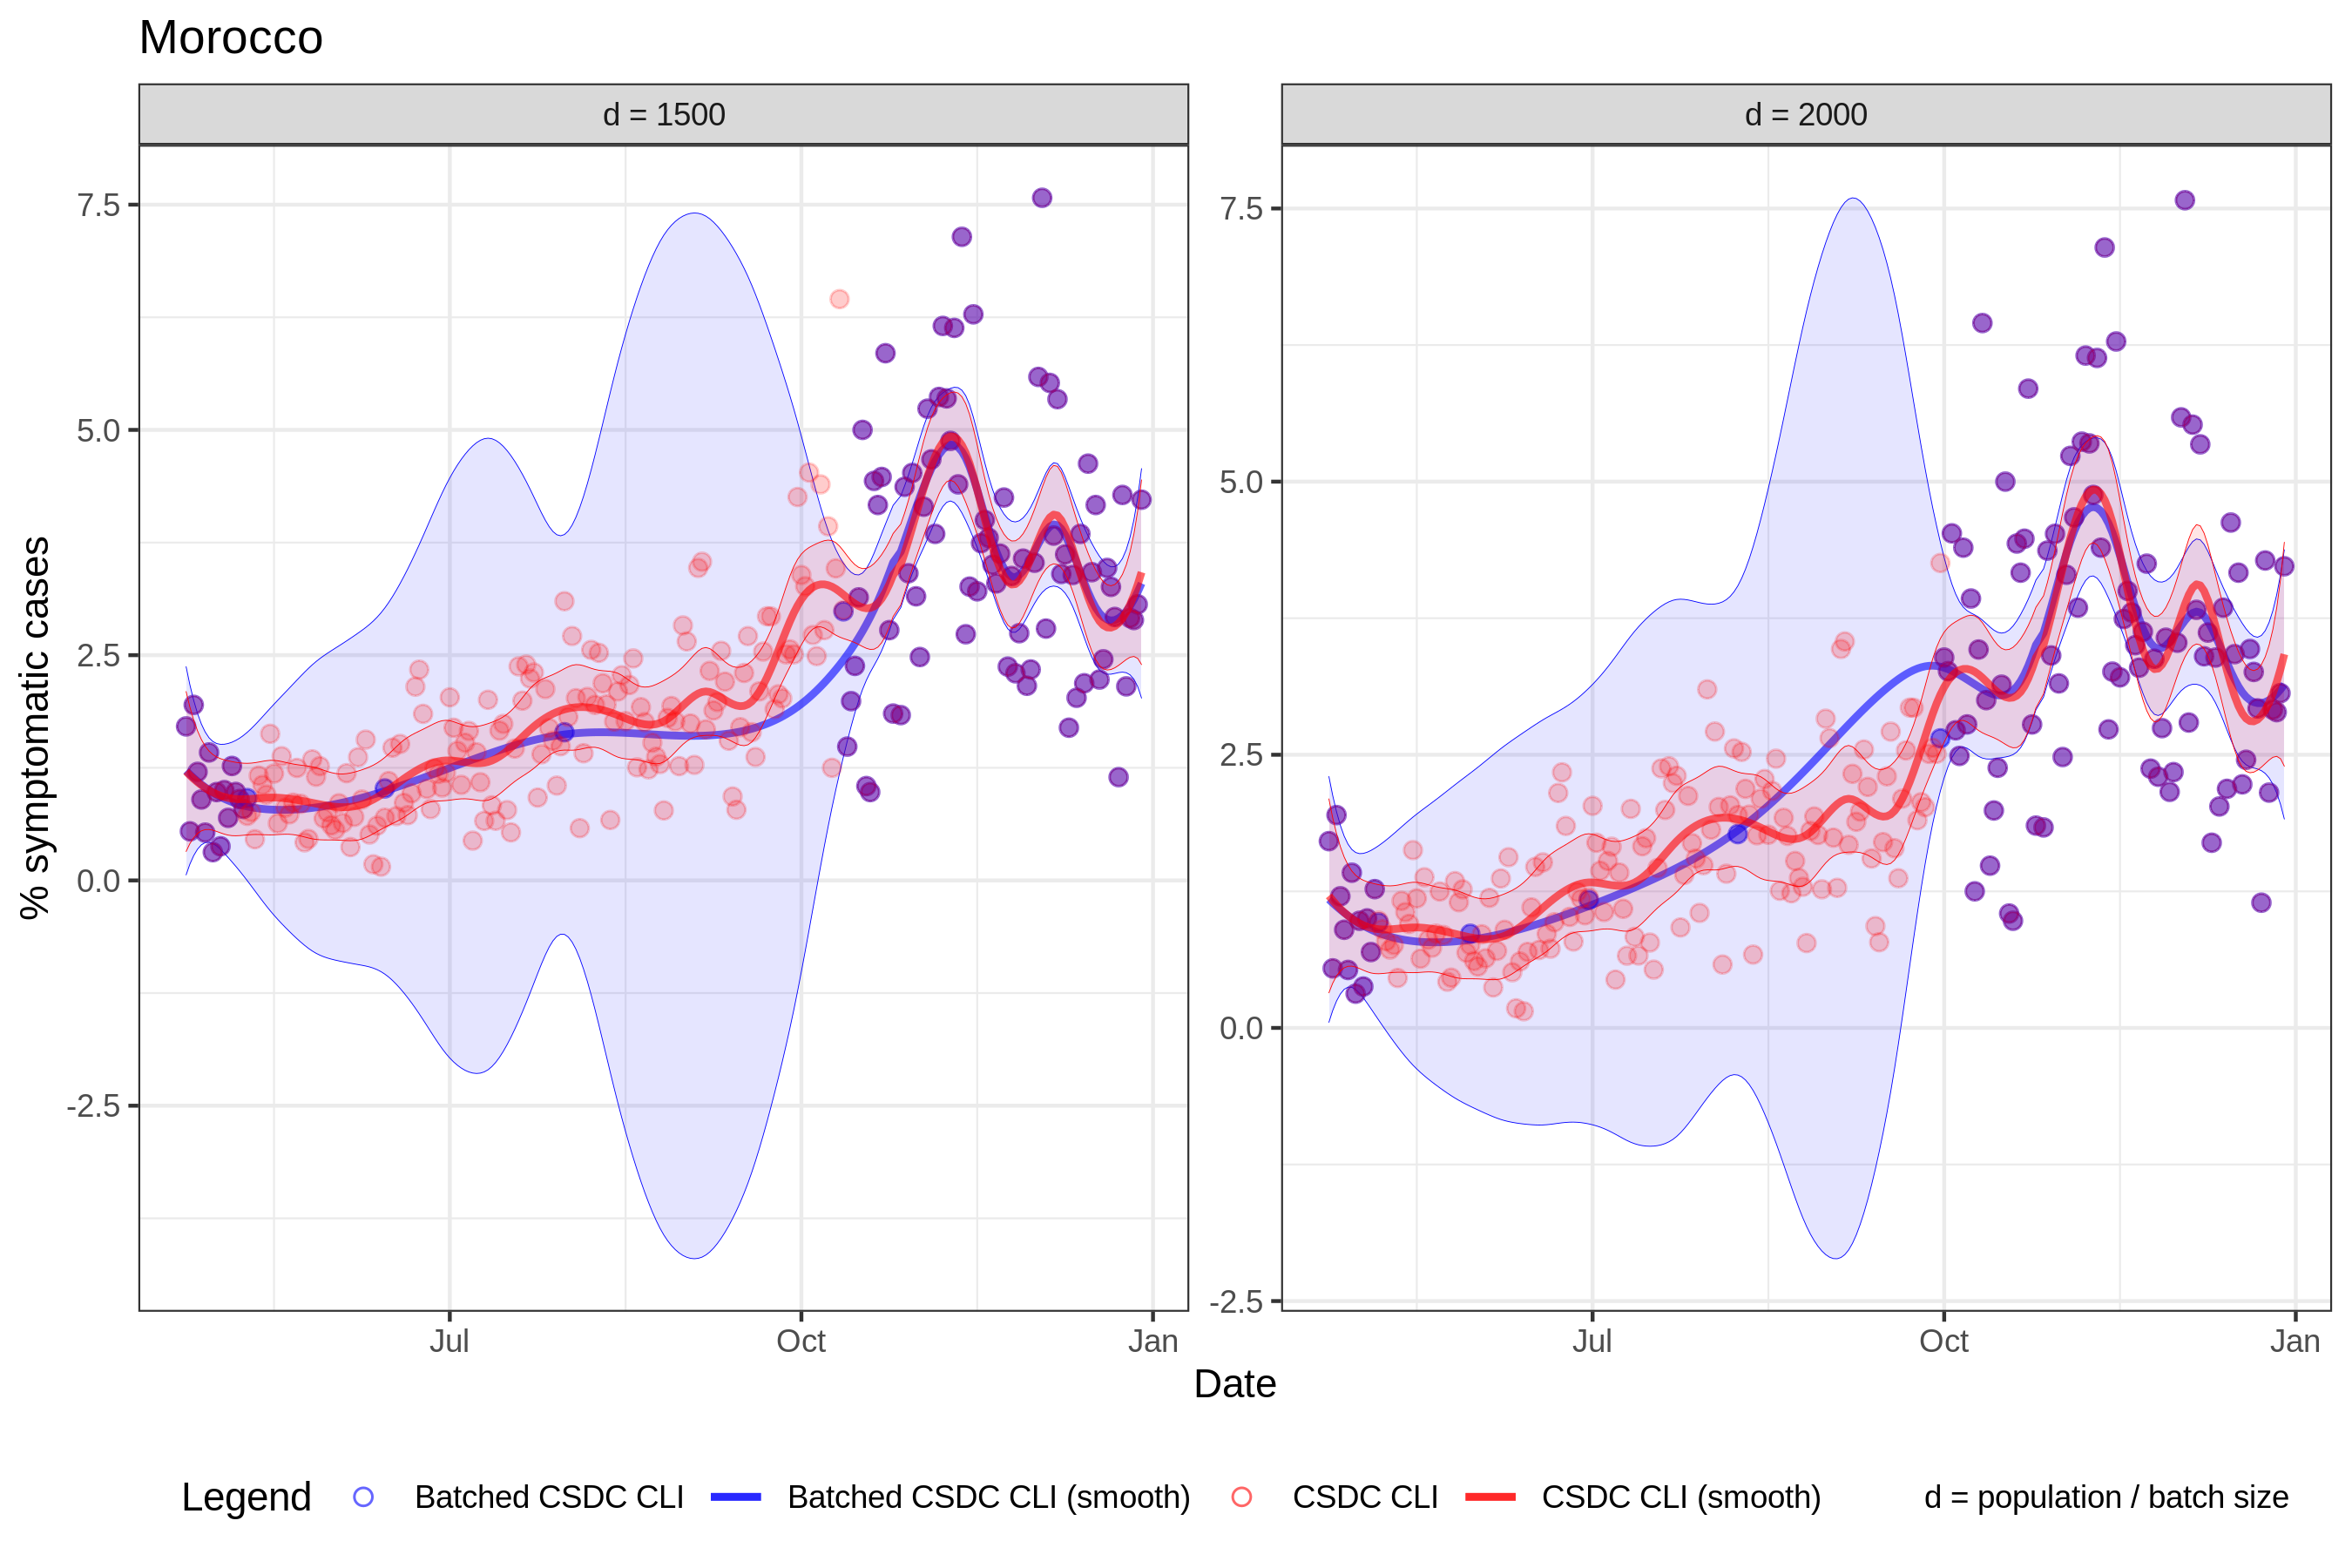 Morocco
d = 1500
d = 2000
% symptomatic cases
7.5
5.0
2.5
0.0
-2.5
7.5
5.0
2.5
0.0
-2.5
Jul
Oct
Jan
Jul
Oct
Jan
Date
Legend
Batched CSDC CLI
Batched CSDC CLI (smooth)
CSDC CLI
CSDC CLI (smooth)
d = population / batch size